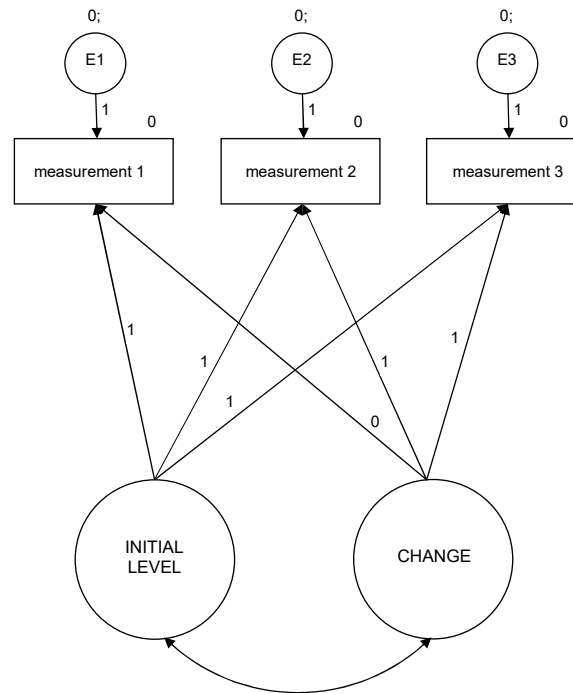 0; 0; 0;
E1 E2 E3
1 1 1
0 0 0
measurement 1 measurement 2 measurement 3
1 1 1 1
1 0
INITIAL CHANGE
LEVEL